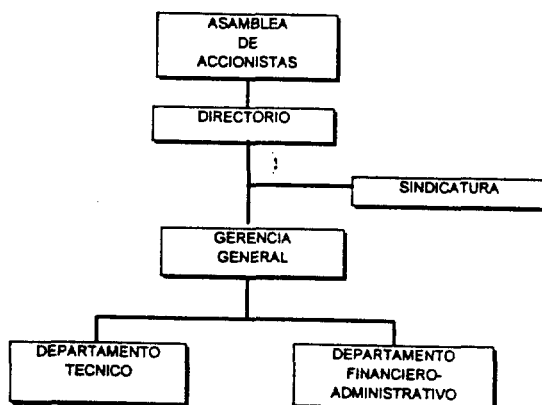 ASAMBLEA
DE
ACCIONISTAS
DIRECTORIO
SINDICATURA
GERENCIA
GENERAL
DEPARTAMENTO
TECNICO
DEPARTAMENTO
FINANCIERO-
ADMINISTRATIVO